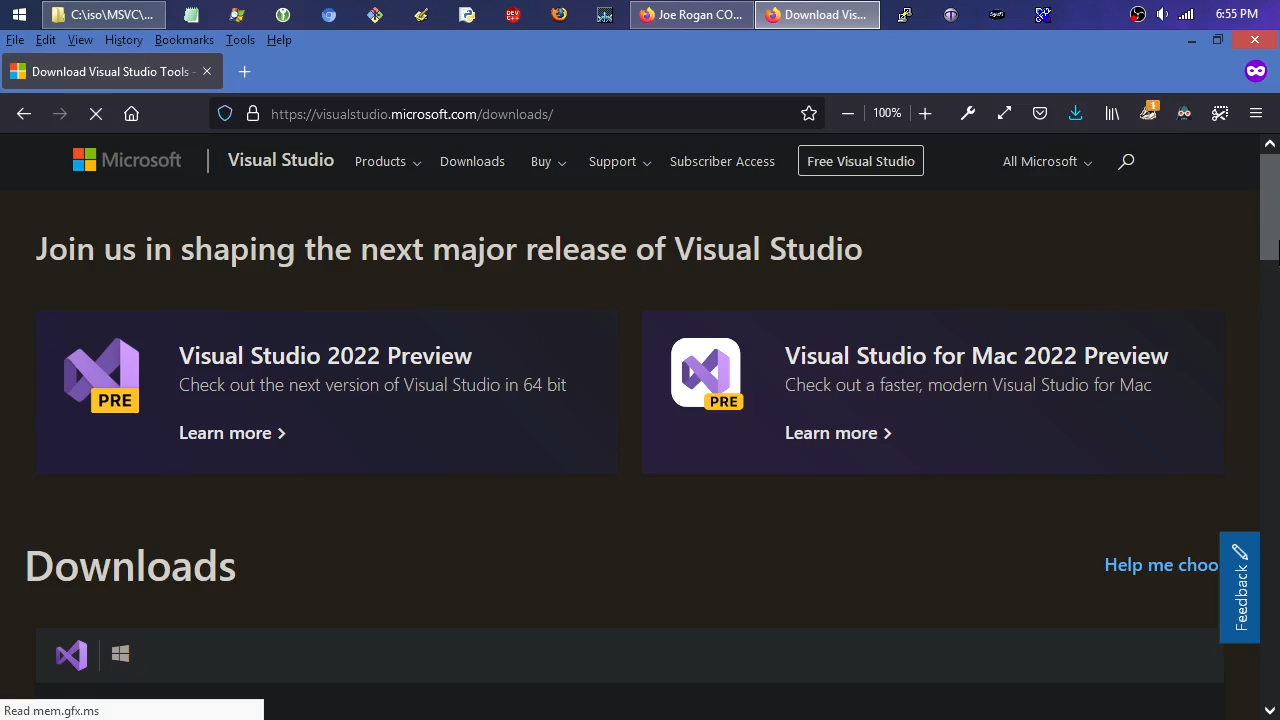 C:\iso\MSVC\...
DEV C++
Joe Rogan CO...
Download Vis...
6:55 PM
File Edit View History Bookmarks Tools Help
Download Visual Studio Tools -
https://visualstudio.microsoft.com/downloads/
100%
1
Microsoft
Visual Studio
Products
Downloads
Buy
Support
Subscriber Access
Free Visual Studio
All Microsoft
Join us in shaping the next major release of Visual Studio
PRE
Visual Studio 2022 Preview
Check out the next version of Visual Studio in 64 bit
Learn more
PRE
Visual Studio for Mac 2022 Preview
Check out a faster, modern Visual Studio for Mac
Learn more
Downloads
Help me choo
Feedback
Read mem.gfx.ms